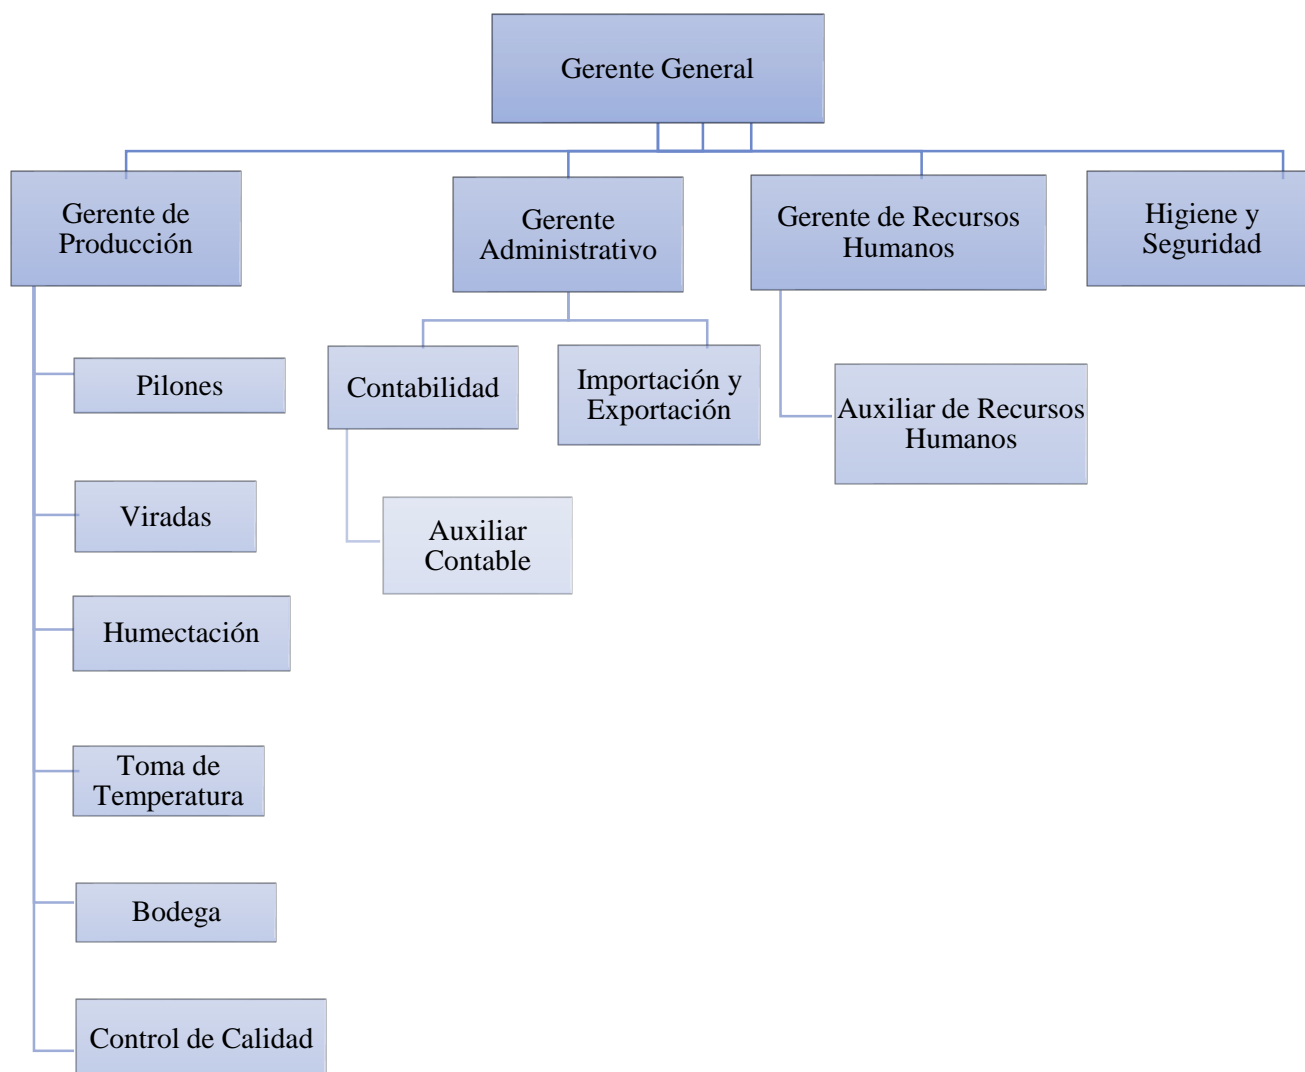 Gerente General
Gerente de
Producción
Gerente
Administrativo
Gerente de Recursos
Humanos
Higiene y
Seguridad
Pilones
Viradas
Humectación
Toma de
Temperatura
Bodega
Control de Calidad
Contabilidad
Auxiliar
Contable
Importación y
Exportación
Auxiliar de Recursos
Humanos